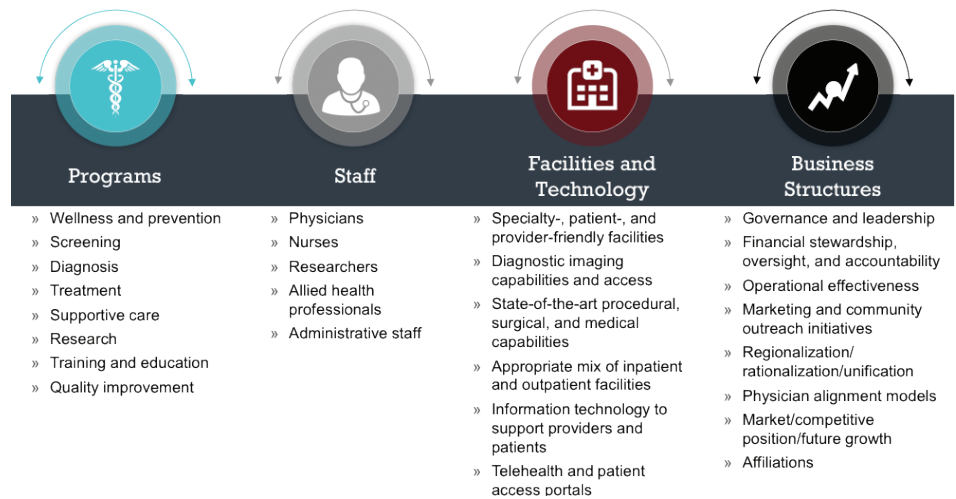 Programs
» Wellness and prevention
» Screening
» Diagnosis
» Treatment
» Supportive care
» Research
» Training and education
» Quality improvement
Staff
» Physicians
» Nurses
» Researchers
» Allied health
professionals
» Administrative staff
Facilities and
Technology
» Specialty-, patient-, and
provider-friendly facilities
» Diagnostic imaging
capabilities and access
» State-of-the-art procedural,
surgical, and medical
capabilities
» Appropriate mix of inpatient
and outpatient facilities
» Information technology to
support providers and
patients
» Telehealth and patient
access portals
Business
Structures
» Governance and leadership
» Financial stewardship,
oversight, and accountability
» Operational effectiveness
» Marketing and community
outreach initiatives
» Regionalization/
rationalization/unification
» Physician alignment models
» Market/competitive
position/future growth
» Affiliations